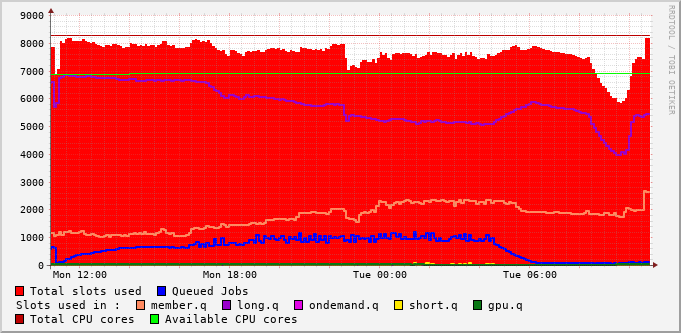 9000
8000
7000
6000
5000
4000
3000
2000
1000
0
Mon 12:00 Mon 18:00 Tue 00:00 Tue 06:00
Total slots used Queued Jobs
Slots used in : member.q long.q ondemand.q short.q gpu.q
Total CPU cores Available CPU cores
RRDTOOL / TOBI OETIKER